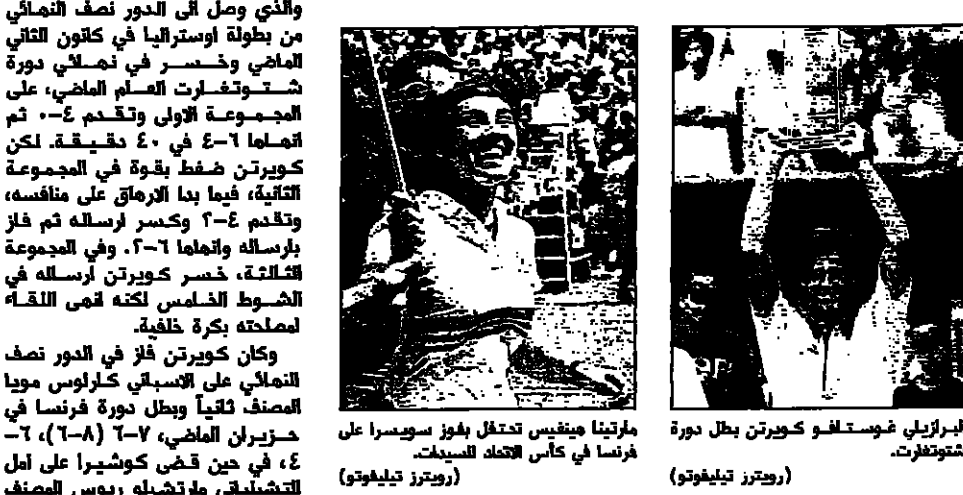 والذي وصل الى الدور نصف النهائي
من بطولة اوستراليا في كانون الثاني
الماضي وخسر في نهائي دورة
شتوتغارت العام الماضي، على
المجموعة الاولى وتقدم ٤-٠ ثم
انهاها ٦-٤ في ٤٠ دقيقة. لكن
كويرتن ضغط بقوة في المجموعة
الثانية، فيما بدا الارهاق على منافسه،
وتقدم ٤-٢ وكسر ارساله ثم فاز
بارساله وانهاها ٦-٢. وفي المجموعة
الثالثة، خسر كويرتن ارساله في
الشوط الخامس لكنه انهى اللقاء
لمصلحته بكرة خلفية.
وكان كويرتن فاز في الدور نصف
النهائي على الاسباني كارلوس مويا
المصنف ثانياً وبطل دورة فرنسا في
حزيران الماضي، ٧-٦ (٨-٦)، ٦-
٤، في حين قضى كوشيرا على امل
التشيلياني مارتشيلو ريوس المصنف
مارتينا هينغيس تحتفل بفوز سويسرا على
فرنسا في كأس الاتحاد للسيدات.
(رويترز تيليفوتو)
البرازيلي غوستافو كويرتن بطل دورة
شتوتغارت.
(رويترز تيليفوتو)